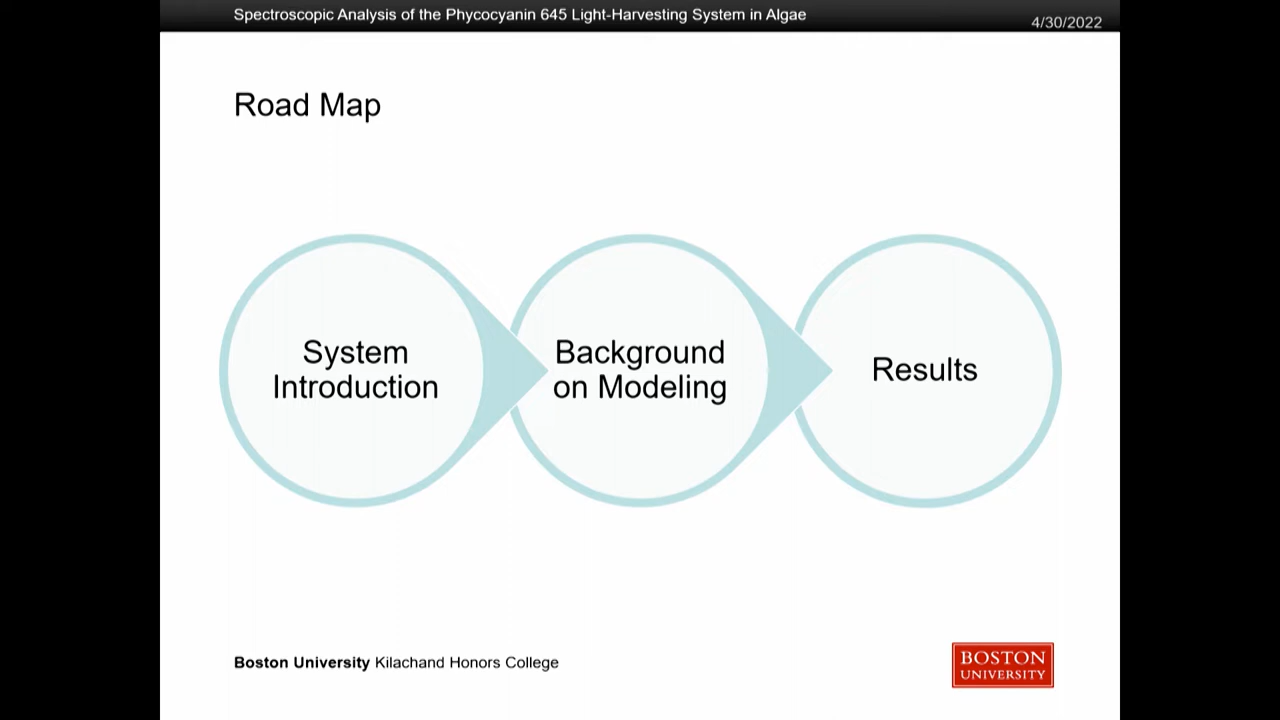 Spectroscopic Analysis of the Phycocyanin 645 Light-Harvesting System in Algae
4/30/2022
Road Map
System
Introduction
Background
on Modeling
Results
Boston University Kilachand Honors College
BOSTON
UNIVERSITY